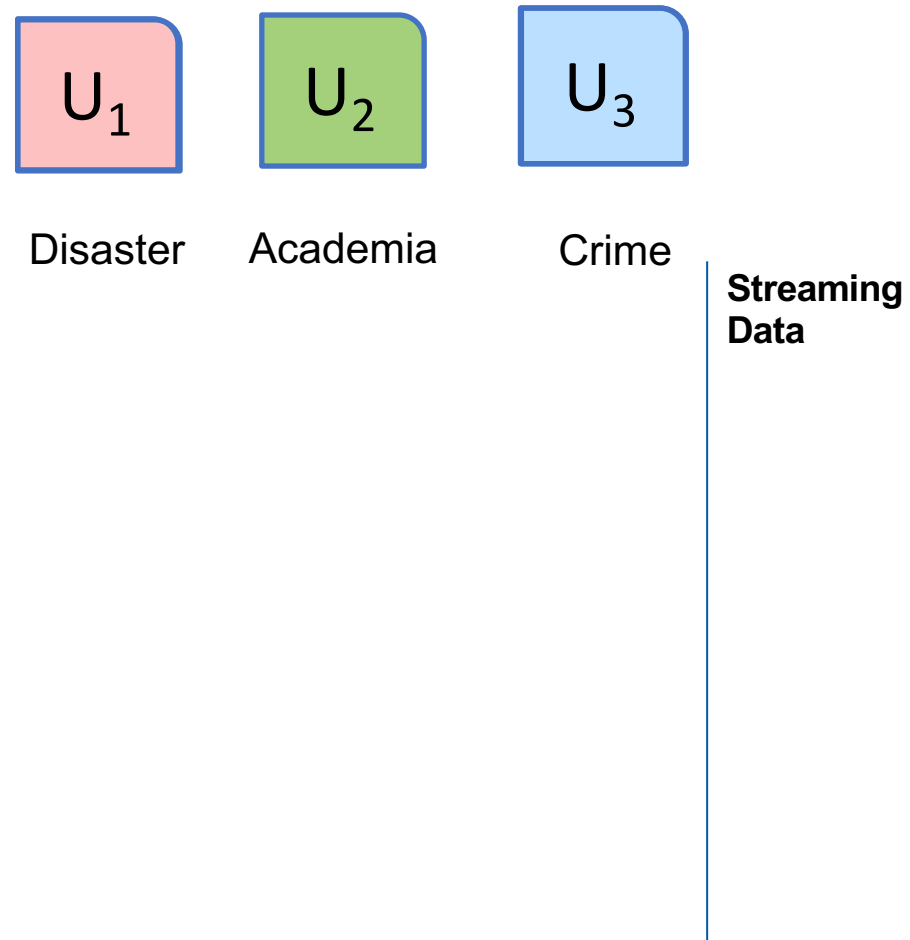 U₁ U₂ U₃
Disaster Academia Crime
Streaming
Data